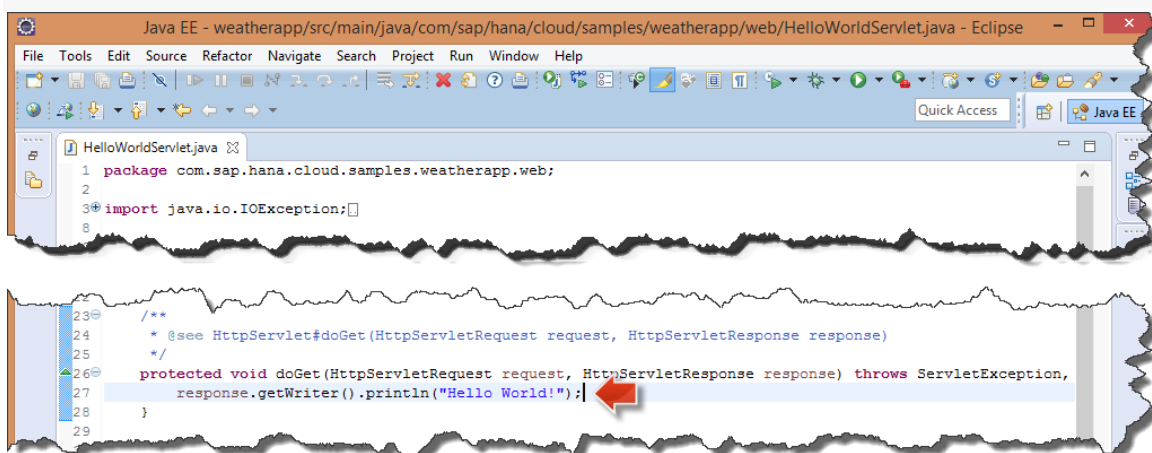 Java EE - weatherapp/src/main/java/com/sap/hana/cloud/samples/weatherapp/web/HelloWorldServlet.java - Eclipse
File Tools Edit Source Refactor Navigate Search Project Run Window Help
Quick Access
Java EE
HelloWorldServlet.java
1 package com.sap.hana.cloud.samples.weatherapp.web;
2
3 import java.io.IOException;
8
22
23 /**
24 * @see HttpServlet#doGet(HttpServletRequest request, HttpServletResponse response)
25 */
26 protected void doGet(HttpServletRequest request, HttpServletResponse response) throws ServletException,
27 response.getWriter().println("Hello World!");
28 }
29